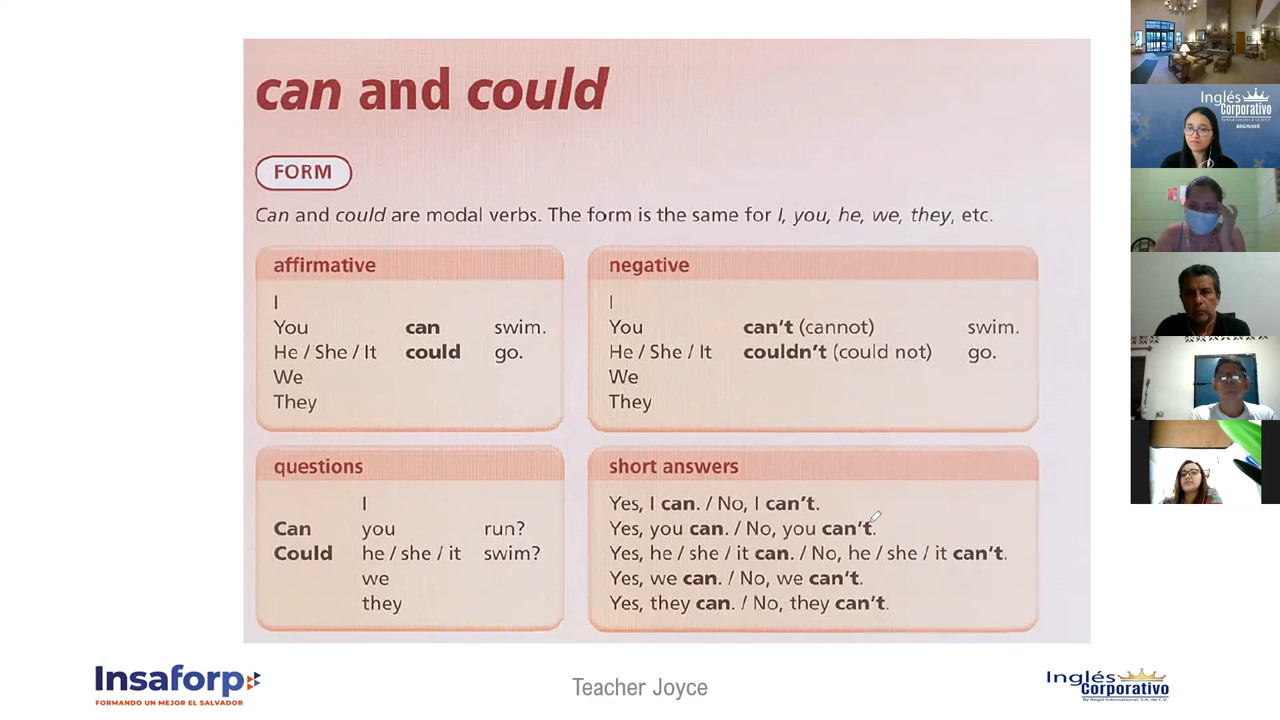 can and could
FORM
Can and could are modal verbs. The form is the same for I, you, he, we, they, etc.
affirmative
I
You can swim.
He / She / It could go.
We
They
negative
I
You can't (cannot) swim.
He / She / It couldn't (could not) go.
We
They
questions
I
Can you run?
Could he / she / it swim?
we
they
short answers
Yes, I can. / No, I can't.
Yes, you can. / No, you can't.
Yes, he / she / it can. / No, he / she / it can't.
Yes, we can. / No, we can't.
Yes, they can. / No, they can't.
Inglés
Corporativo
BEGINNER
Insaforp
FORMANDO UN MEJOR EL SALVADOR
Teacher Joyce
Inglés
Corporativo
By Regal International, S.A. de C.V.